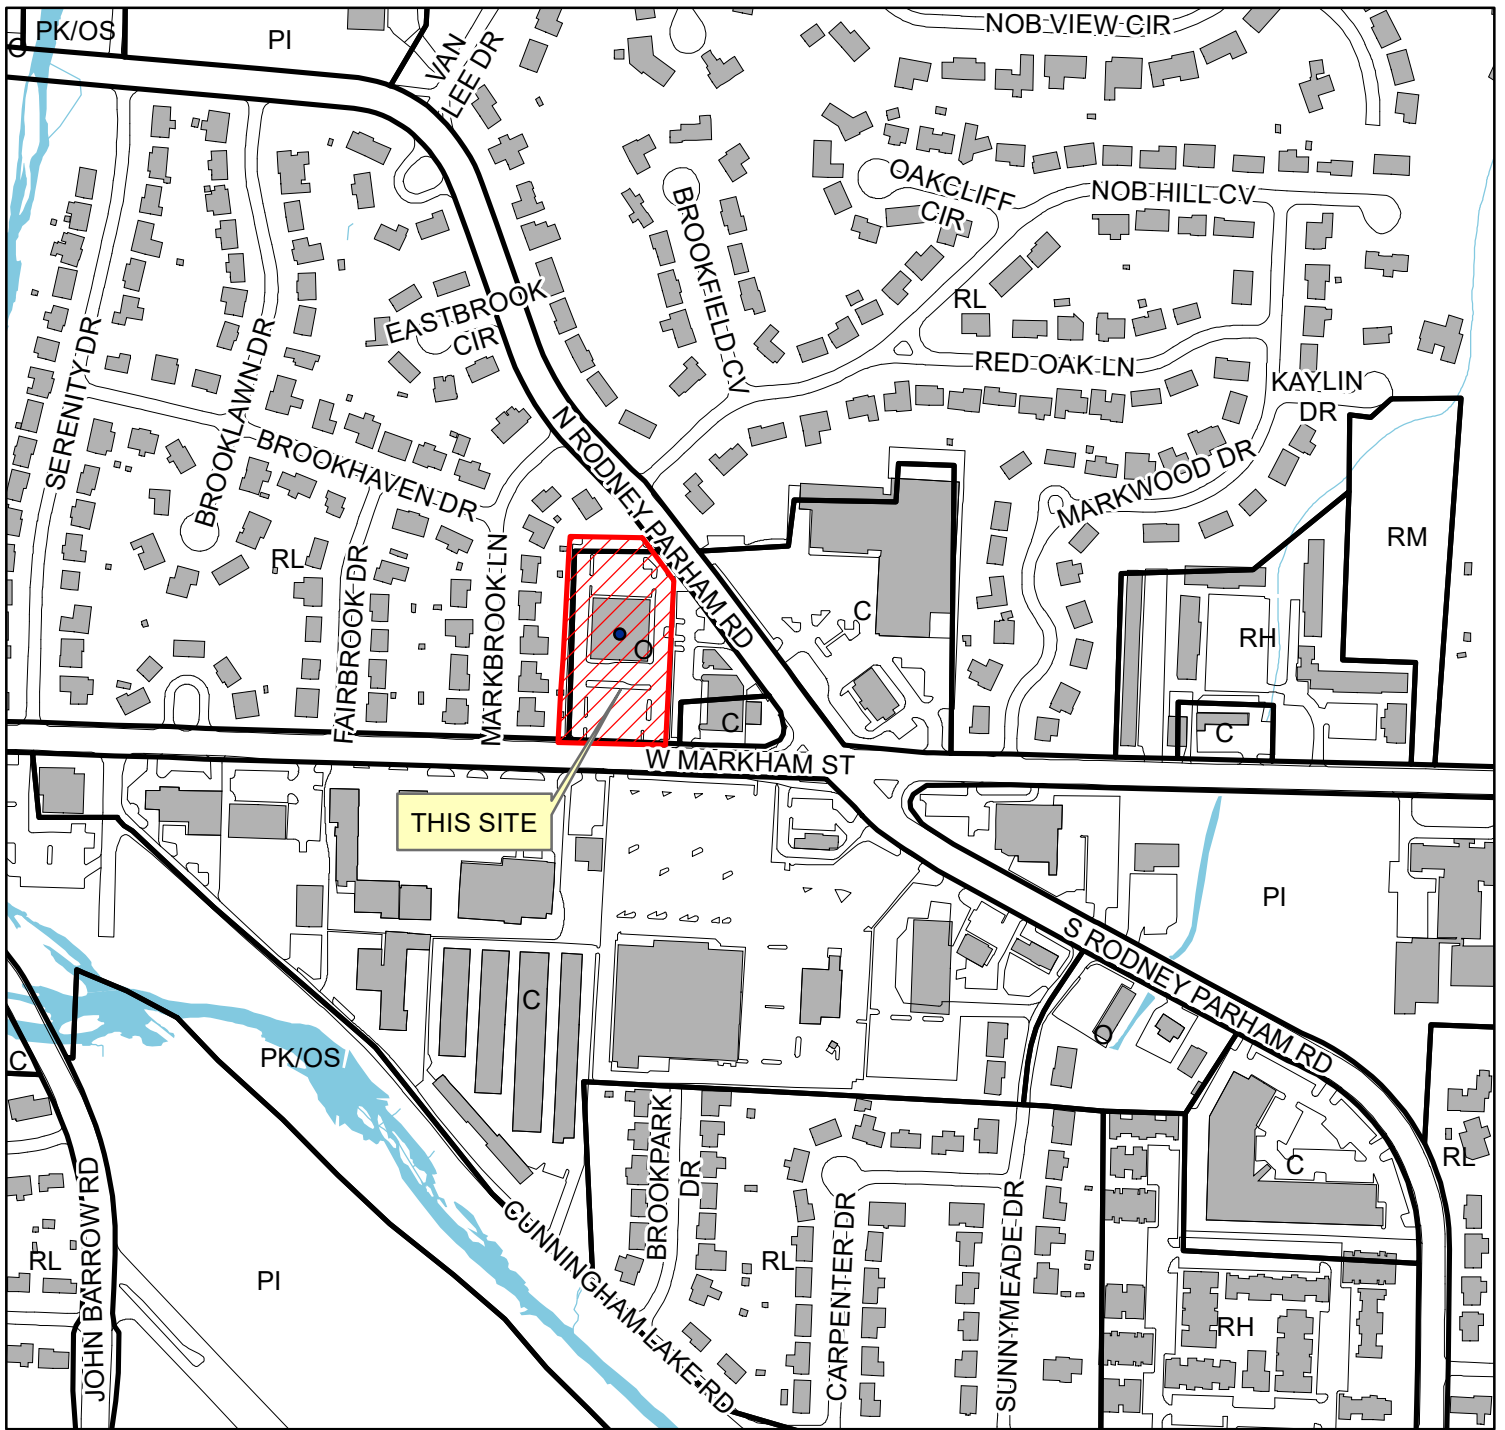 PK/OS
PI
O
VAN
LEE DR
NOB VIEW CIR
OAKCLIFF
CIR
NOB HILL CV
BROOKFIELD CV
RL
EASTBROOK
CIR
RED OAK LN
KAYLIN
DR
SERENITY DR
BROOKLAWN DR
BROOKHAVEN DR
N RODNEY PARHAM RD
MARKWOOD DR
RM
RL
FAIRBROOK DR
MARKBROOK LN
O
C
RH
C
C
W MARKHAM ST
THIS SITE
PI
S RODNEY PARHAM RD
C
O
PK/OS
C
JOHN BARROW RD
RL
PI
CUNNINGHAM LAKE RD
BROOKPARK
DR
RL
CARPENTER DR
SUNNYMEADE DR
C
RL
RH